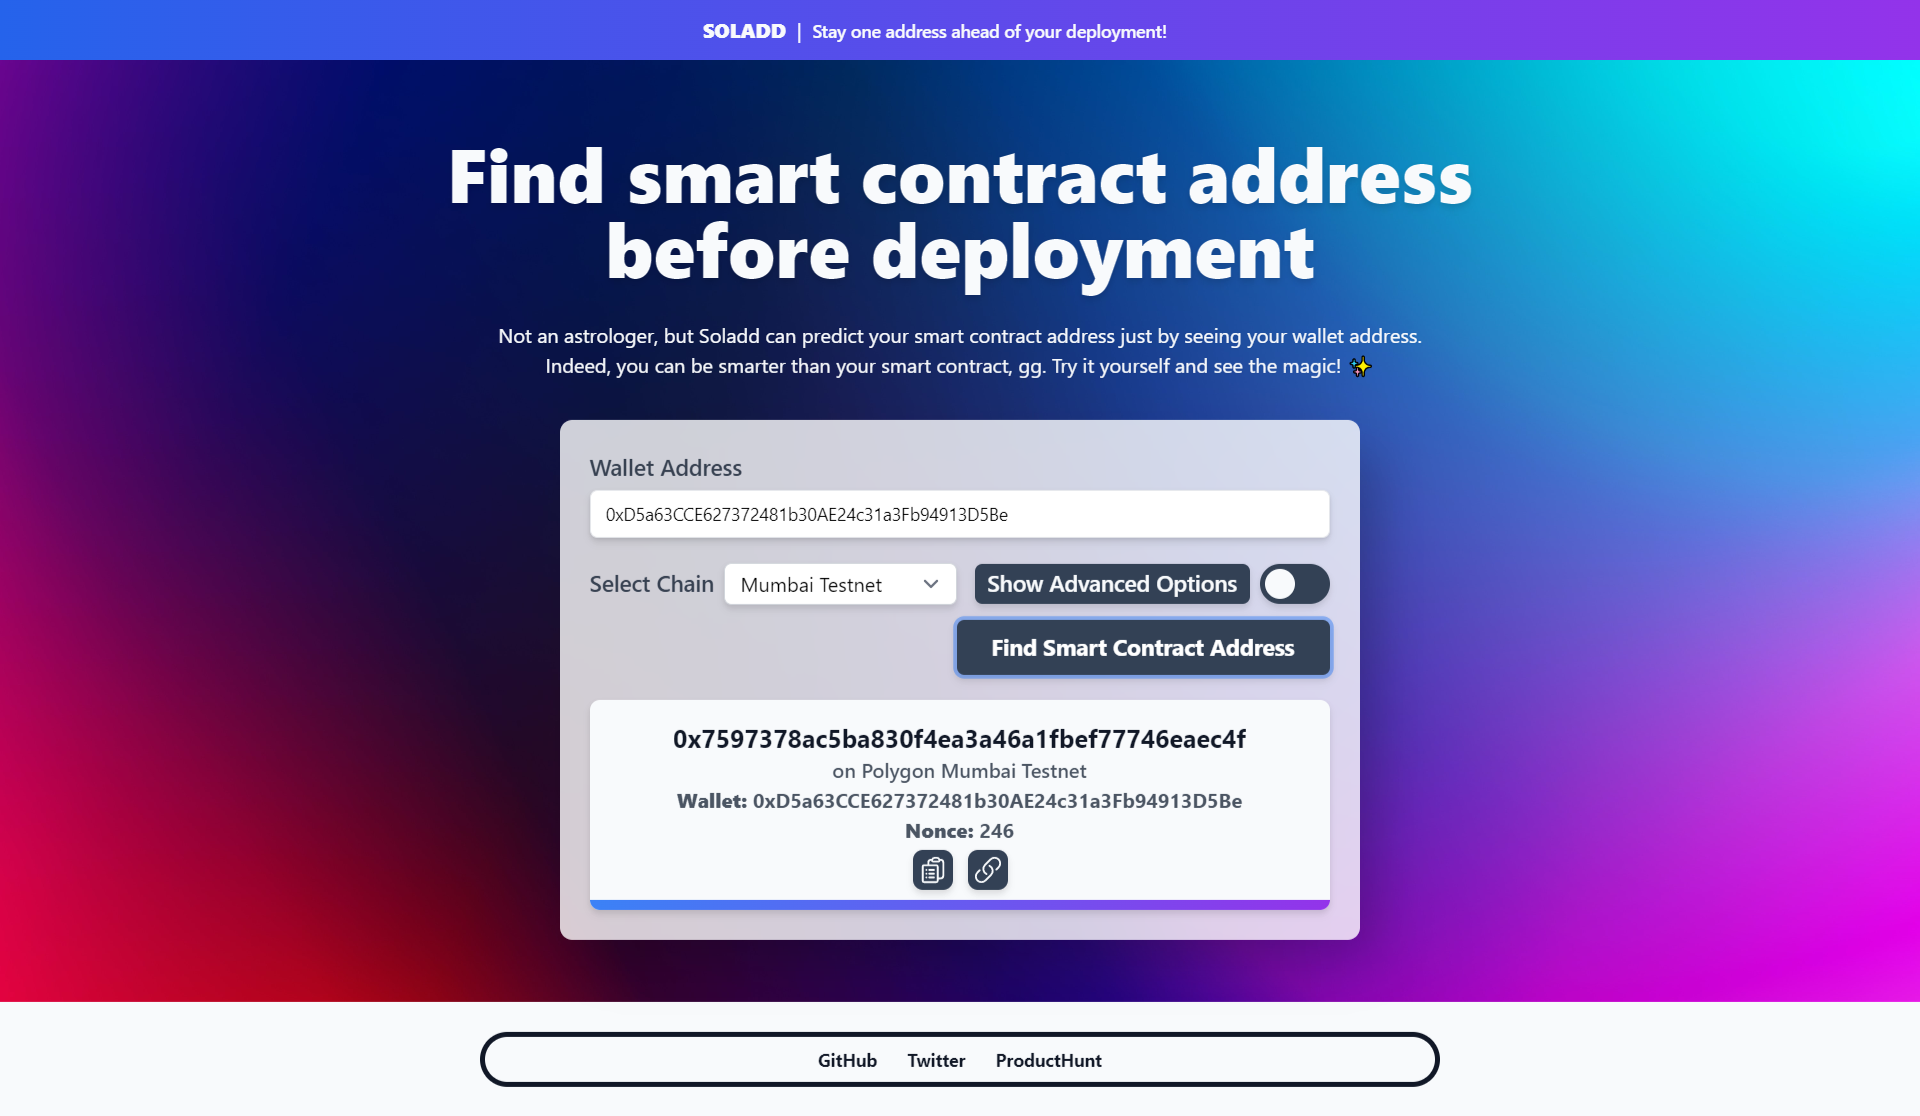 SOLADD | Stay one address ahead of your deployment!
Find smart contract address
before deployment
Not an astrologer, but Soladd can predict your smart contract address just by seeing your wallet address.
Indeed, you can be smarter than your smart contract, gg. Try it yourself and see the magic! ✨
Wallet Address
0xD5a63CCE627372481b30AE24c31a3Fb94913D5Be
Select Chain Mumbai Testnet Show Advanced Options
Find Smart Contract Address
0x7597378ac5ba830f4ea3a46a1fbef77746eaec4f
on Polygon Mumbai Testnet
Wallet: 0xD5a63CCE627372481b30AE24c31a3Fb94913D5Be
Nonce: 246
GitHub Twitter ProductHunt